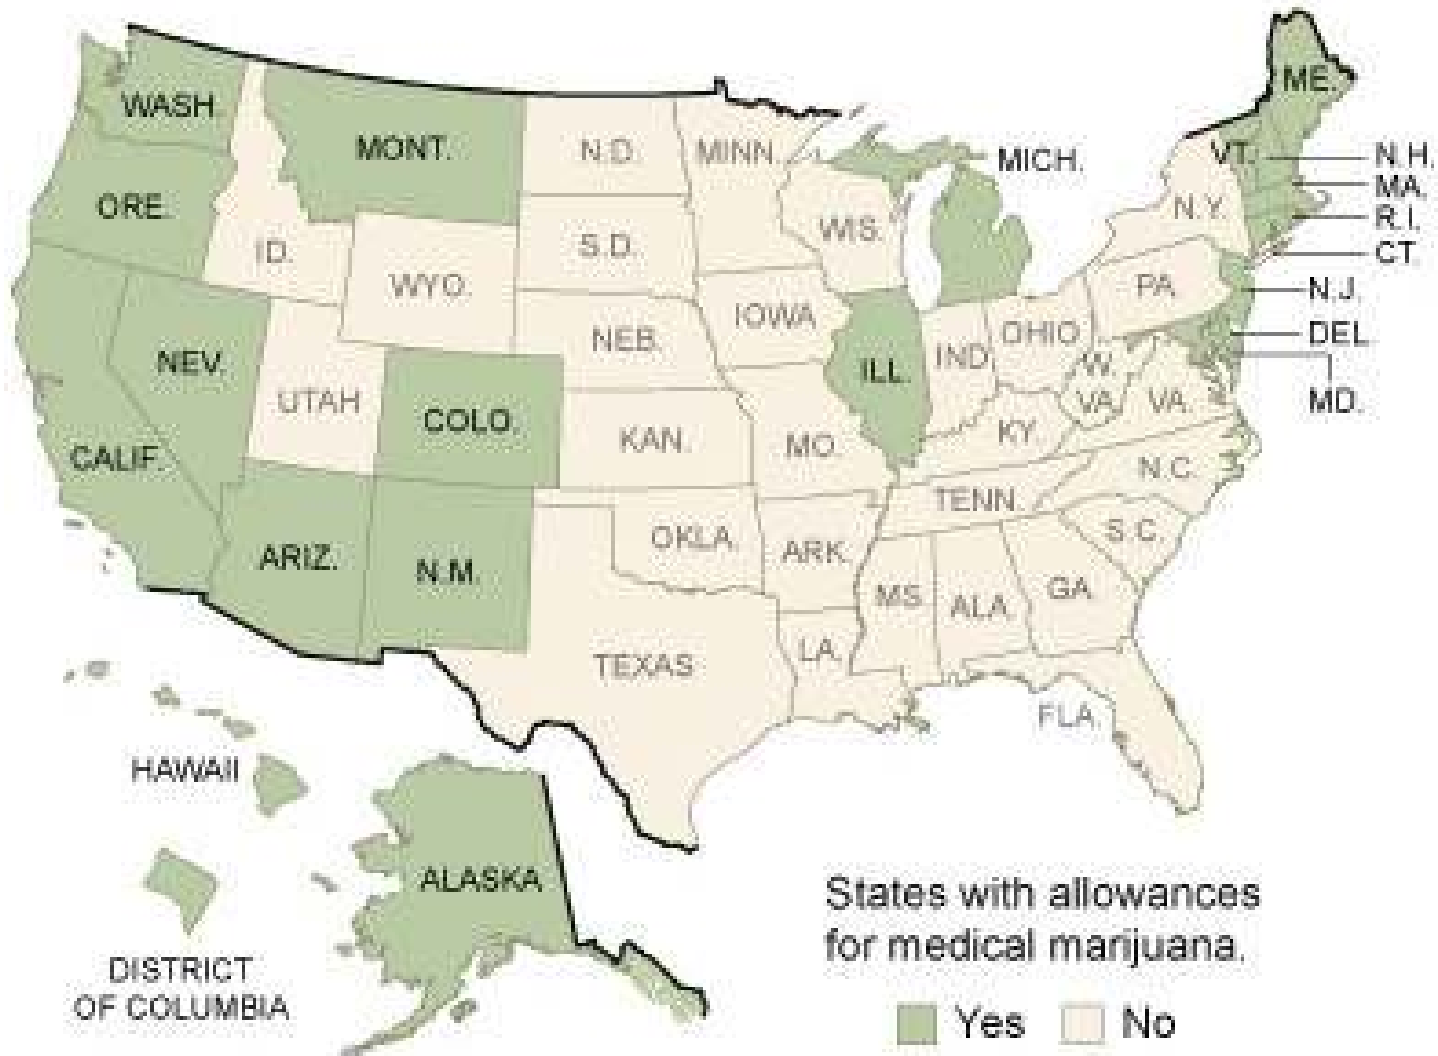 WASH.
MONT.
N.D.
MINN.
MICH.
ME.
VT.
N.H.
MA.
R.I.
CT.
N.J.
DEL.
MD.
ORE.
ID.
WYO.
S.D.
WIS.
N.Y.
PA.
NEV.
UTAH
COLO.
NEB.
IOWA
ILL.
IND.
OHIO
W.
VA.
VA.
CALIF.
KAN.
MO.
KY.
N.C.
TENN.
S.C.
ARIZ.
N.M.
OKLA.
ARK.
MS.
ALA.
GA.
TEXAS
LA.
FLA.
HAWAII
ALASKA
DISTRICT
OF COLUMBIA
States with allowances
for medical marijuana.
Yes No